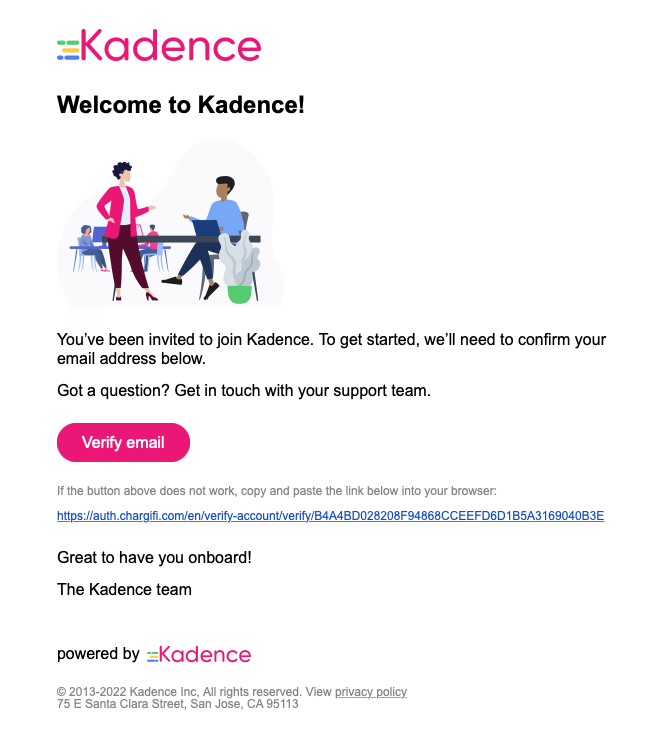 Kadence
Welcome to Kadence!
You’ve been invited to join Kadence. To get started, we’ll need to confirm your
email address below.
Got a question? Get in touch with your support team.
Verify email
If the button above does not work, copy and paste the link below into your browser:
https://auth.chargifi.com/en/verify-account/verify/B4A4BD028208F94868CCEEFD6D1B5A3169040B3E
Great to have you onboard!
The Kadence team
powered by Kadence
© 2013-2022 Kadence Inc, All rights reserved. View privacy policy
75 E Santa Clara Street, San Jose, CA 95113